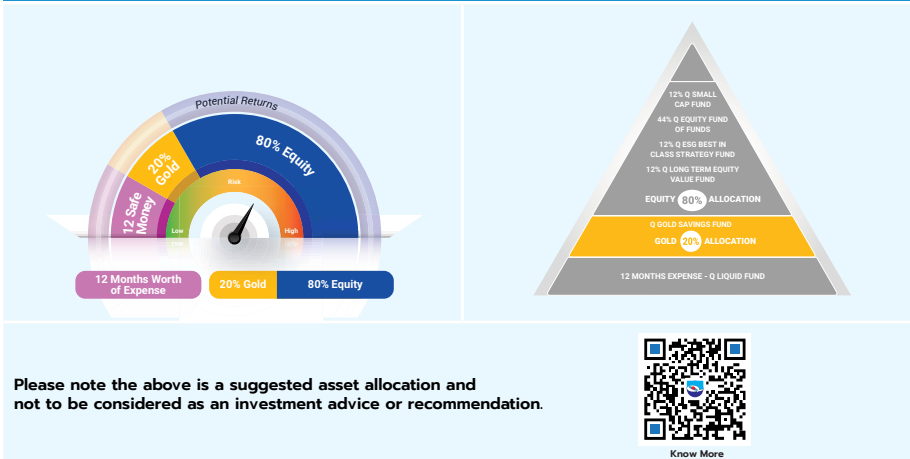 Potential Returns
80% Equity
20%
Gold
12 Safe
Money
Risk
Low
High
12 Months Worth
of Expense
20% Gold
80% Equity
12% Q SMALL
CAP FUND
44% Q EQUITY FUND
OF FUNDS
12% Q ESG BEST IN
CLASS STRATEGY FUND
12% Q LONG TERM EQUITY
VALUE FUND
EQUITY 80% ALLOCATION
Q GOLD SAVINGS FUND
GOLD 20% ALLOCATION
12 MONTHS EXPENSE - Q LIQUID FUND
Please note the above is a suggested asset allocation and
not to be considered as an investment advice or recommendation.
Know More